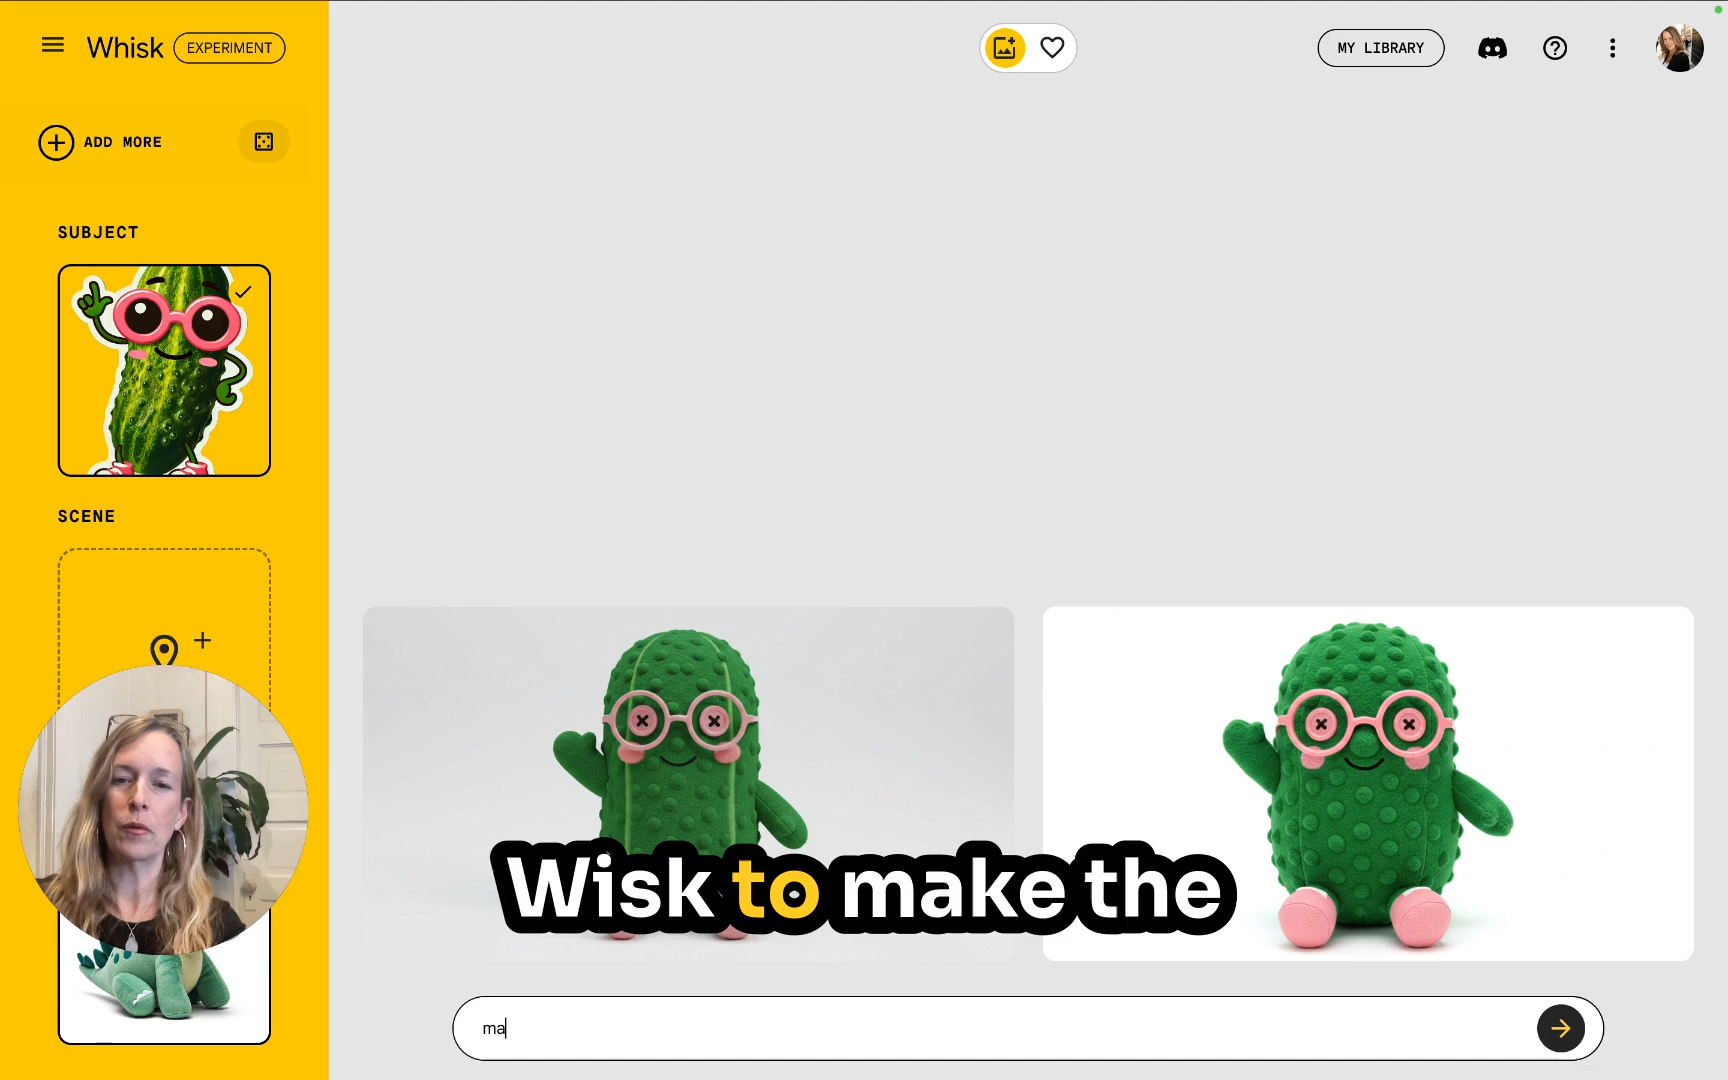 Whisk EXPERIMENT
MY LIBRARY
ADD MORE
SUBJECT
SCENE
Wisk to make the
ma